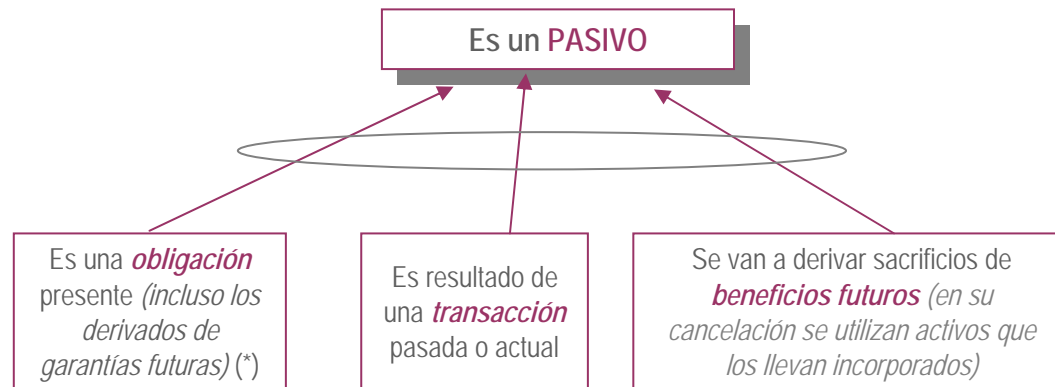 Es un PASIVO
Es una obligación
presente (incluso los
derivados de
garantías futuras) (*)
Es resultado de
una transacción
pasada o actual
Se van a derivar sacrificios de
beneficios futuros (en su
cancelación se utilizan activos que
los llevan incorporados)